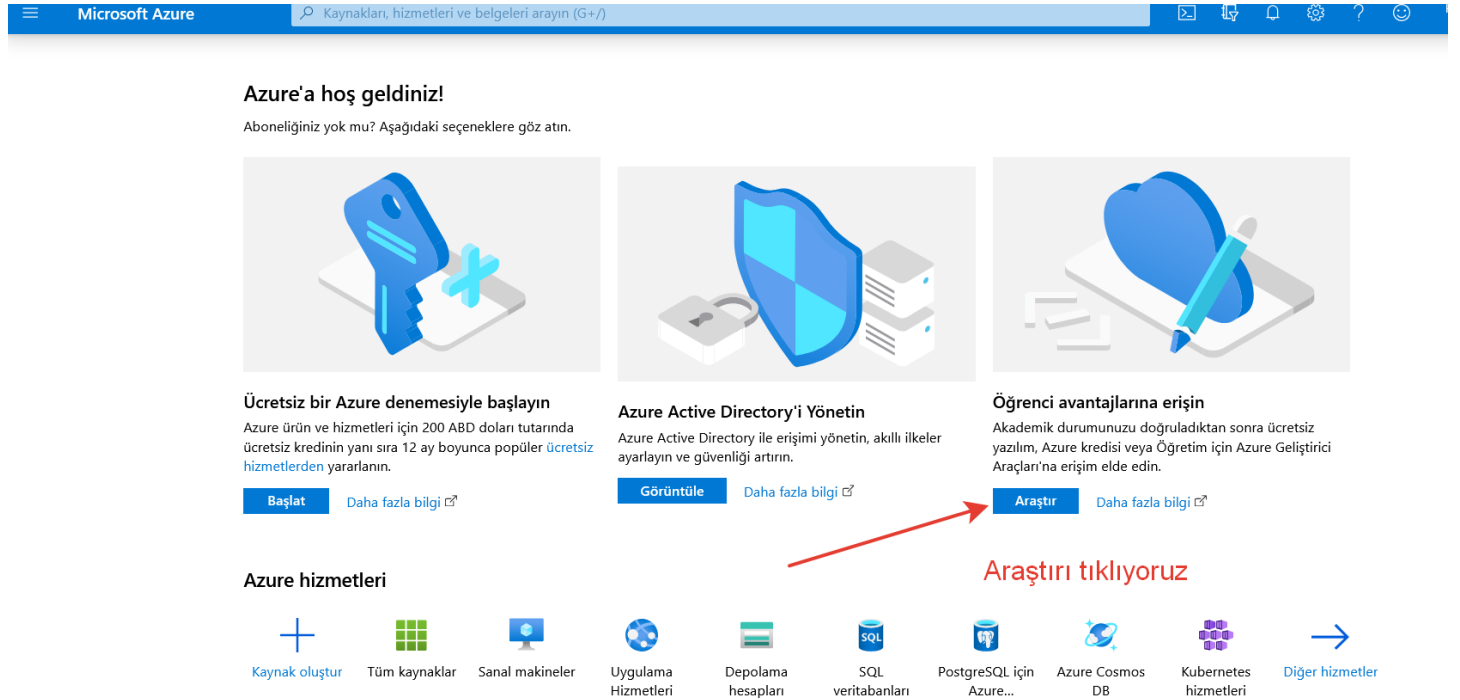 Microsoft Azure
Kaynakları, hizmetleri ve belgeleri arayın (G+/)
Azure'a hoş geldiniz!
Aboneliğiniz yok mu? Aşağıdaki seçeneklere göz atın.
Ücretsiz bir Azure denemesiyle başlayın
Azure ürün ve hizmetleri için 200 ABD doları tutarında
ücretsiz kredinin yanı sıra 12 ay boyunca popüler ücretsiz
hizmetlerden yararlanın.
Başlat
Daha fazla bilgi
Azure Active Directory'i Yönetin
Azure Active Directory ile erişimi yönetin, akıllı ilkeler
ayarlayın ve güvenliği artırın.
Görüntüle
Daha fazla bilgi
Öğrenci avantajlarına erişin
Akademik durumunuzu doğruladıktan sonra ücretsiz
yazılım, Azure kredisi veya Öğretim için Azure Geliştirici
Araçları'na erişim elde edin.
Araştır
Daha fazla bilgi
Araştırı tıklıyoruz
Azure hizmetleri
Kaynak oluştur
Tüm kaynaklar
Sanal makineler
Uygulama
Hizmetleri
Depolama
hesapları
SQL
SQL
veritabanları
PostgreSQL için
Azure...
Azure Cosmos
DB
Kubernetes
hizmetleri
Diğer hizmetler